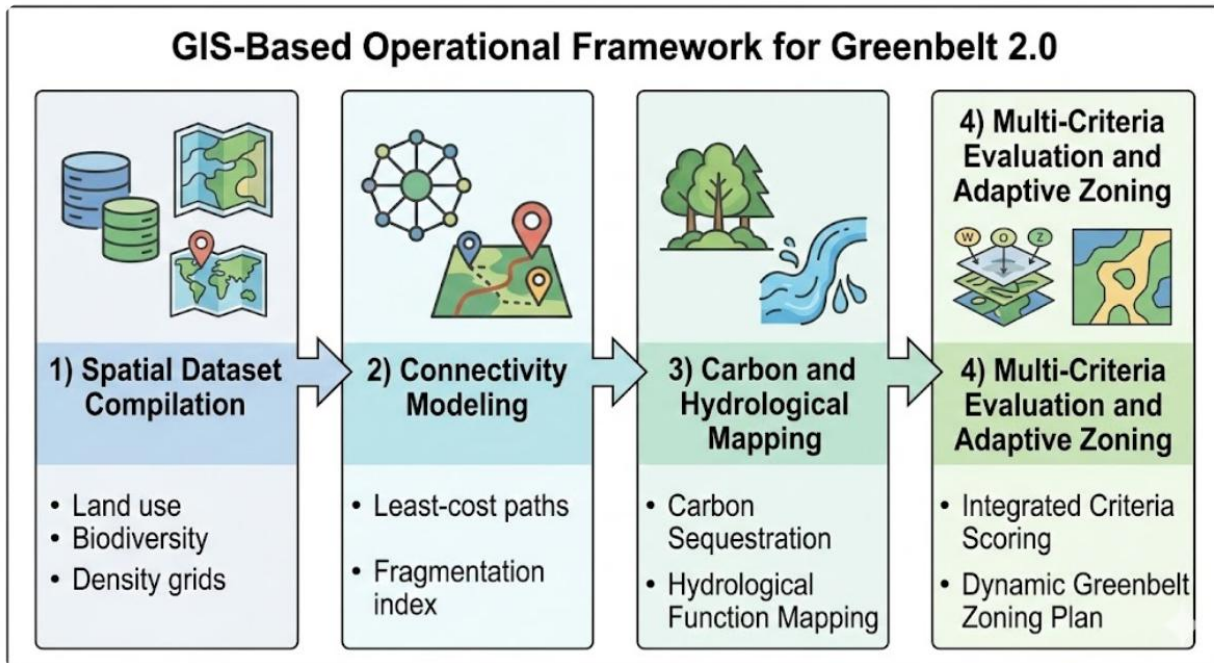 GIS-Based Operational Framework for Greenbelt 2.0
1) Spatial Dataset
Compilation
• Land use
• Biodiversity
• Density grids
2) Connectivity
Modeling
• Least-cost paths
• Fragmentation
index
3) Carbon and
Hydrological
Mapping
• Carbon
Sequestration
• Hydrological
Function Mapping
4) Multi-Criteria
Evaluation and
Adaptive Zoning
W O Z
4) Multi-Criteria
Evaluation and
Adaptive Zoning
• Integrated Criteria
Scoring
• Dynamic Greenbelt
Zoning Plan